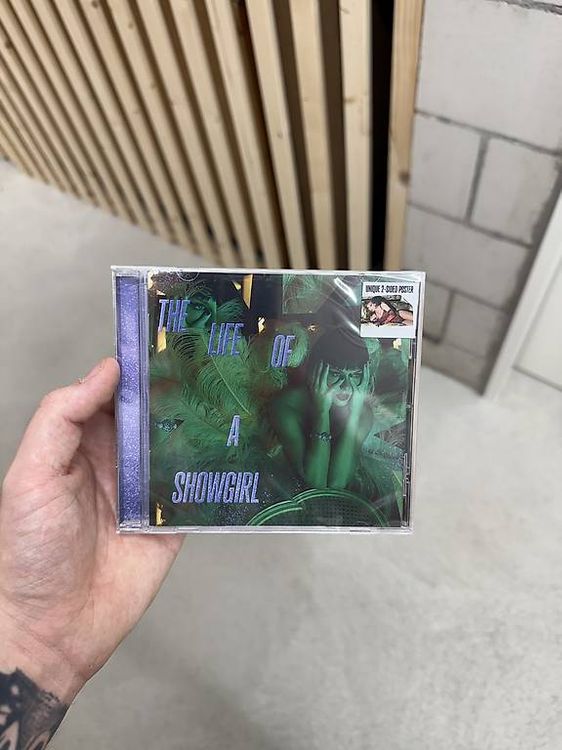 THE
LIFE
OF
A
SHOWGIRL
UNIQUE 2-SIDED POSTER